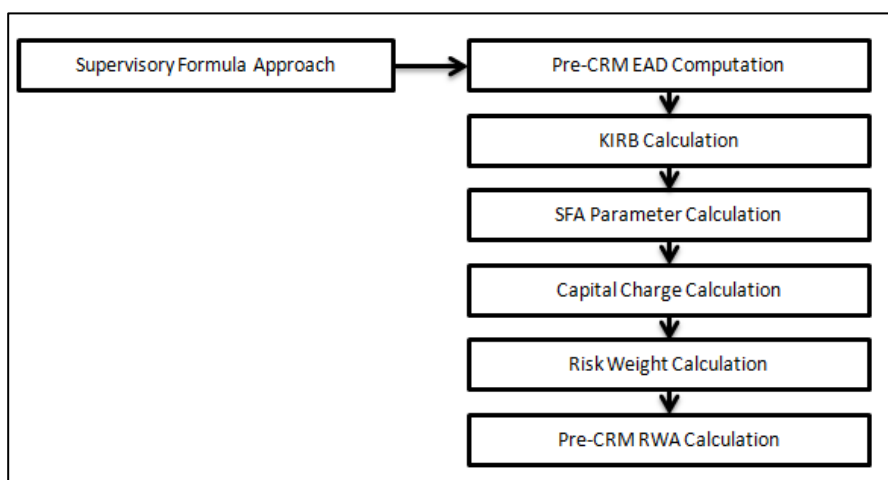 Supervisory Formula Approach
Pre-CRM EAD Computation
KIRB Calculation
SFA Parameter Calculation
Capital Charge Calculation
Risk Weight Calculation
Pre-CRM RWA Calculation